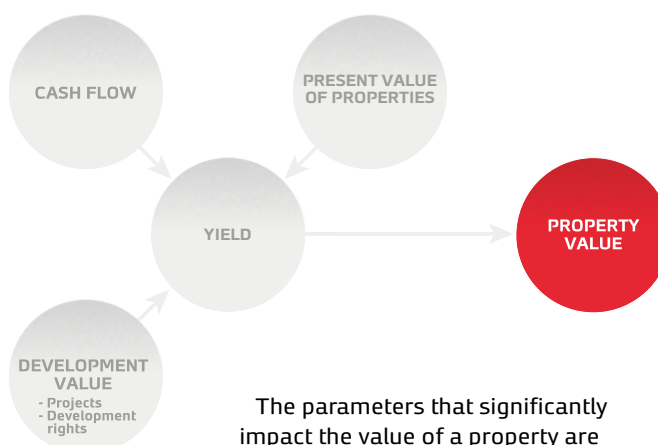 CASH FLOW
PRESENT VALUE
OF PROPERTIES
YIELD
PROPERTY
VALUE
DEVELOPMENT
VALUE
- Projects
- Development
rights
The parameters that significantly
impact the value of a property are